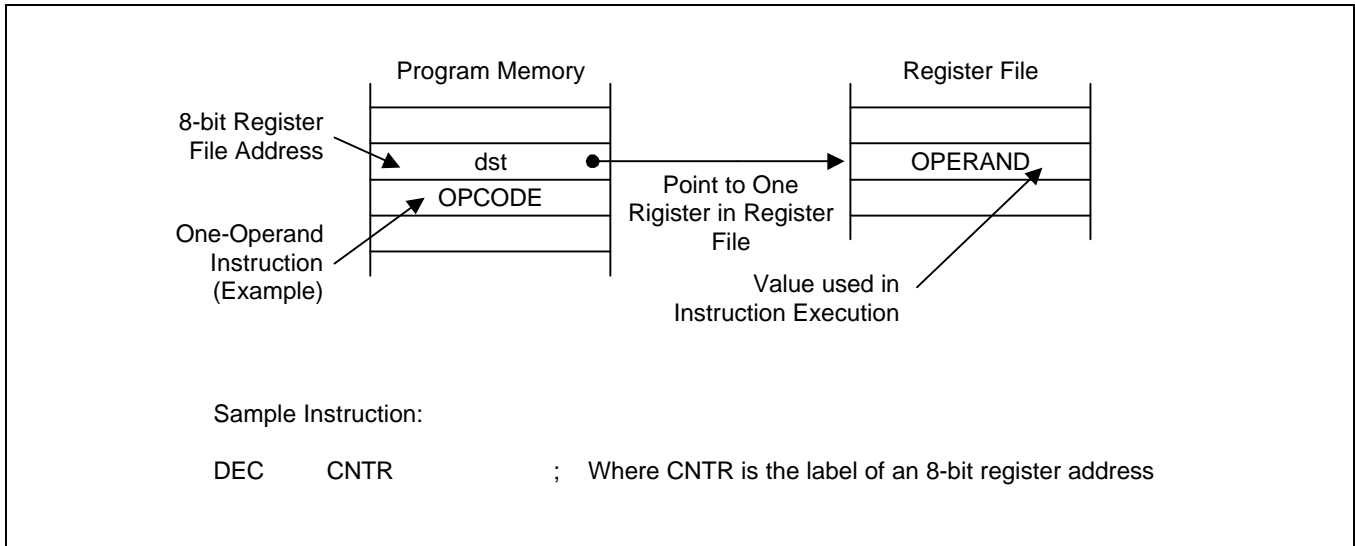 Program Memory
Register File
8-bit Register
File Address
dst
OPERAND
OPCODE
Point to One
Rigister in Register
File
One-Operand
Instruction
(Example)
Value used in
Instruction Execution
Sample Instruction:
DEC CNTR ; Where CNTR is the label of an 8-bit register address